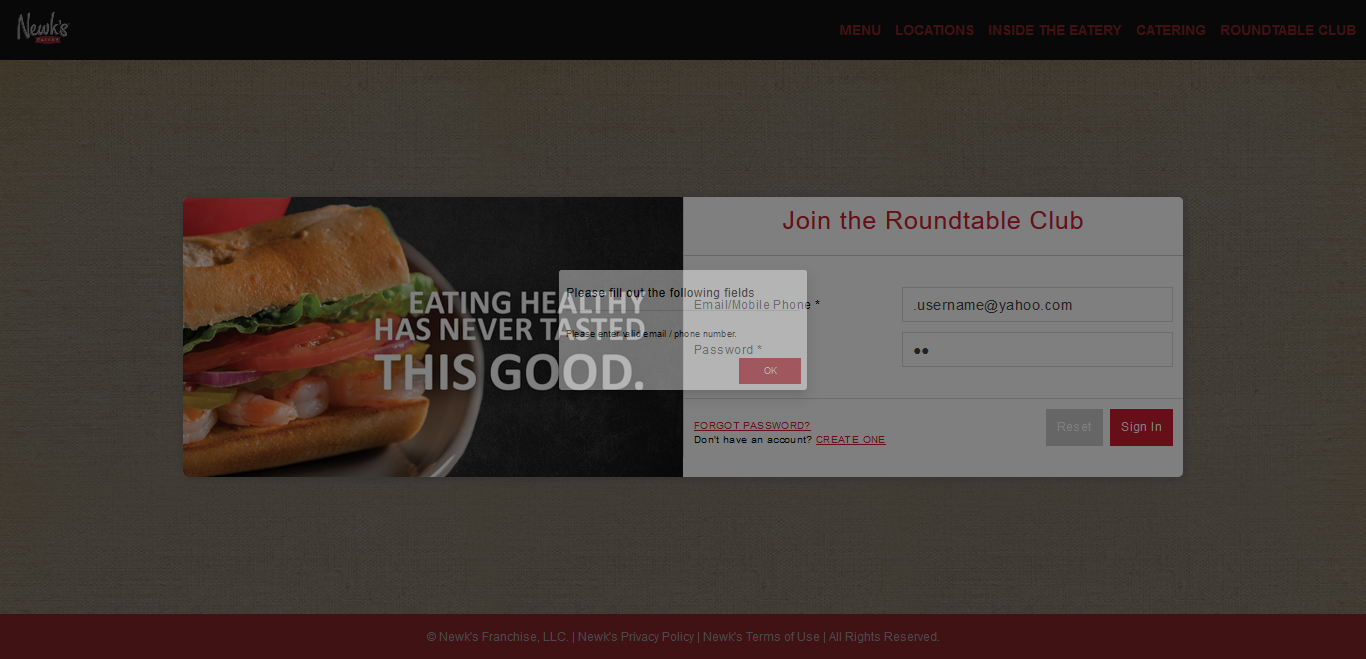 Newk's
EATERY
MENU LOCATIONS INSIDE THE EATERY CATERING ROUNDTABLE CLUB
EATING HEALTHY
HAS NEVER TASTED
THIS GOOD.
Join the Roundtable Club
Email/Mobile Phone *
.username@yahoo.com
Password *
••
FORGOT PASSWORD?
Don't have an account? CREATE ONE
Reset Sign In
Please fill out the following fields
Please enter valid email / phone number.
OK
© Newk's Franchise, LLC. | Newk's Privacy Policy | Newk's Terms of Use | All Rights Reserved.